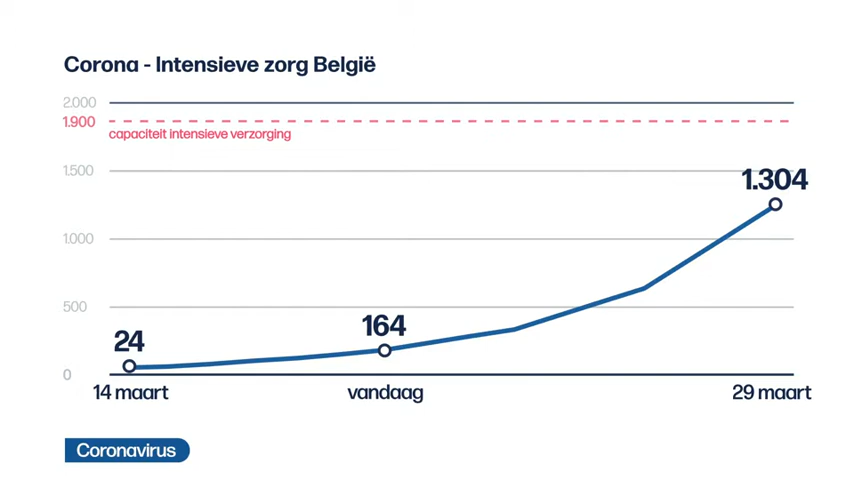 Corona - Intensieve zorg België
2.000
1.900
capaciteit intensieve verzorging
1.500
1.304
1.000
500
164
24
0
14 maart vandaag 29 maart
Coronavirus